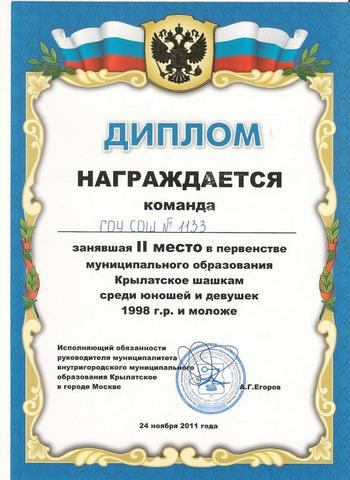 ДИПЛОМ
НАГРАЖДАЕТСЯ
команда
ГОУ СОШ № 1133
занявшая II место в первенстве
муниципального образования
Крылатское шашкам
среди юношей и девушек
1998 г.р. и моложе
Исполняющий обязанности
руководителя муниципалитета
внутригородского муниципального
образования Крылатское
в городе Москве
А.Г.Егоров
24 ноября 2011 года